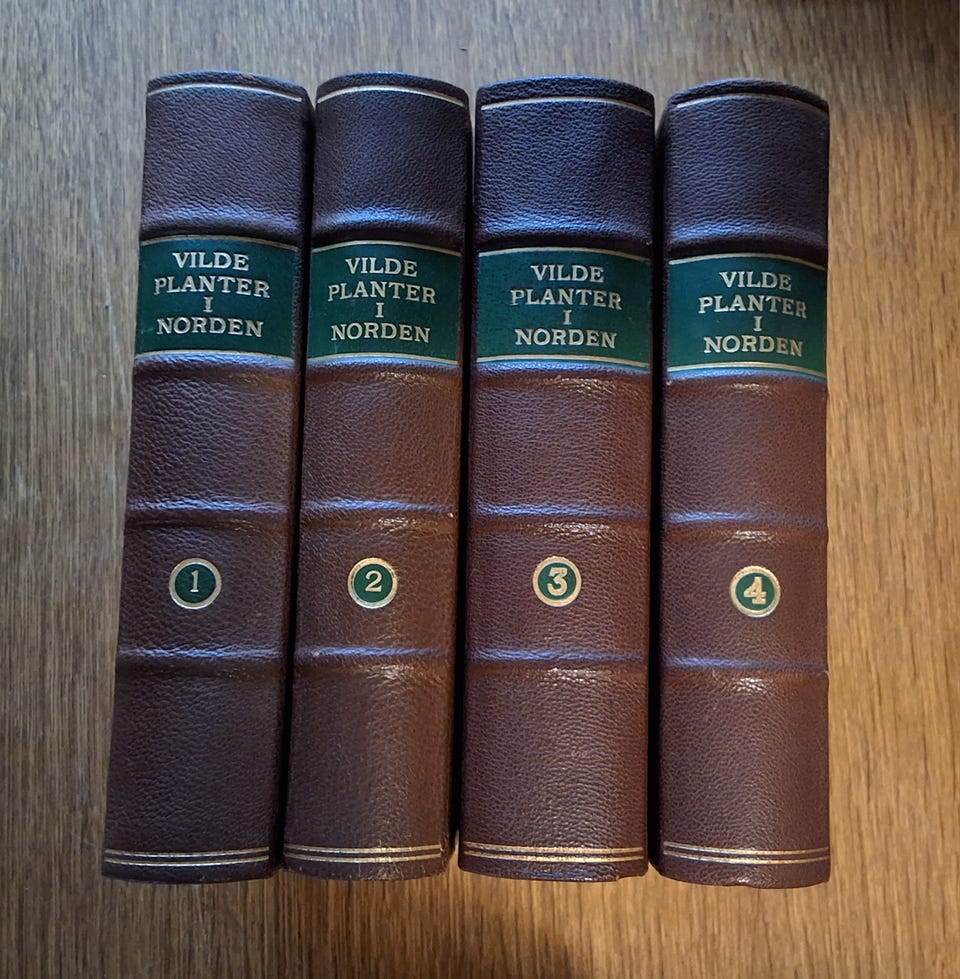 VILDE
PLANTER
I
NORDEN
1
VILDE
PLANTER
I
NORDEN
2
VILDE
PLANTER
I
NORDEN
3
VILDE
PLANTER
I
NORDEN
4